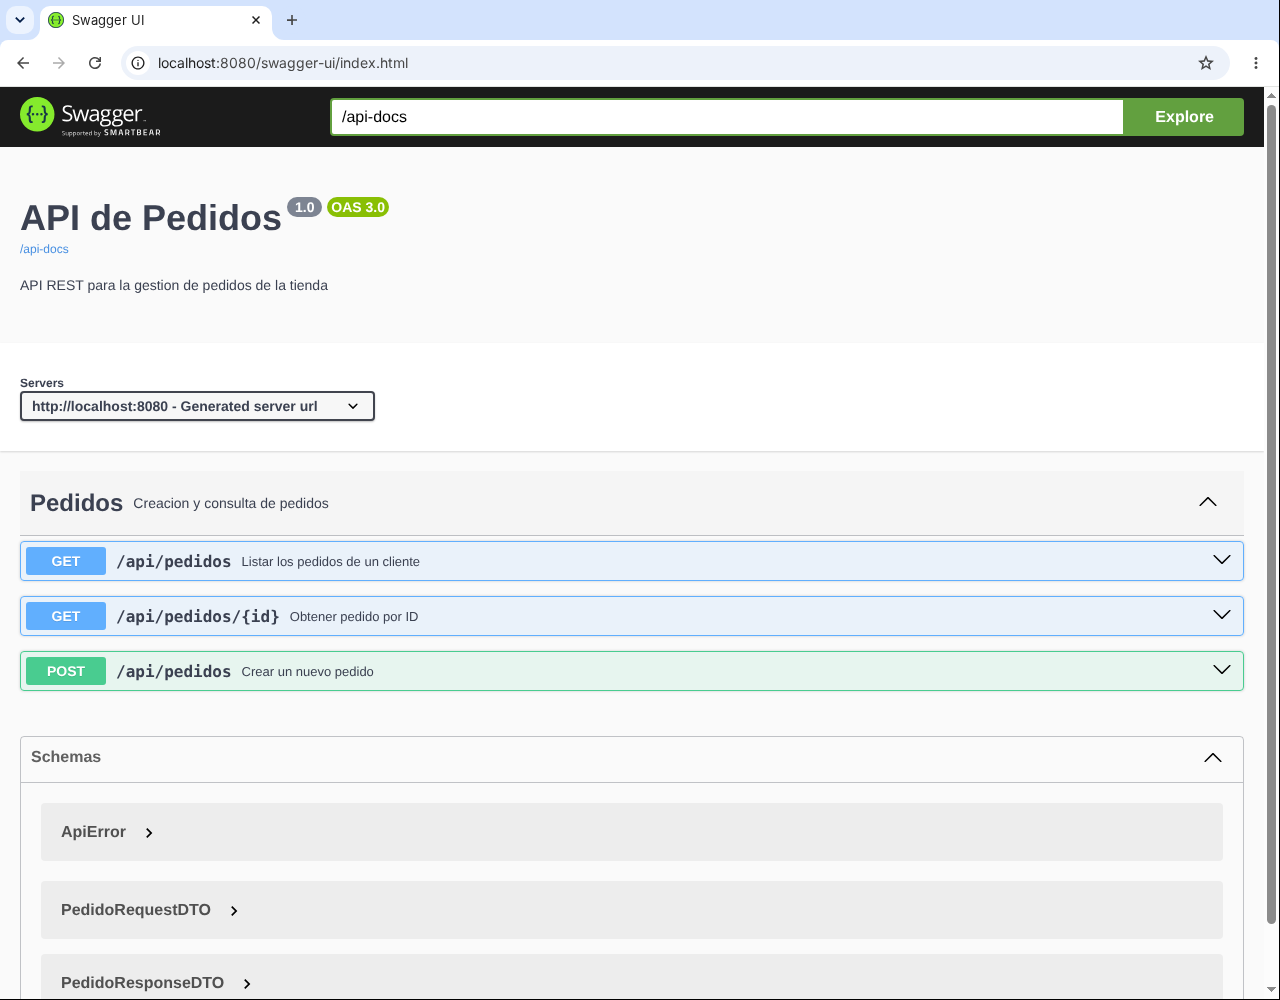 Swagger UI
localhost:8080/swagger-ui/index.html
Swagger
Supported by SMARTBEAR
/api-docs
Explore
API de Pedidos 1.0 OAS 3.0
/api-docs
API REST para la gestion de pedidos de la tienda
Servers
http://localhost:8080 - Generated server url
Pedidos Creacion y consulta de pedidos
GET /api/pedidos Listar los pedidos de un cliente
GET /api/pedidos/{id} Obtener pedido por ID
POST /api/pedidos Crear un nuevo pedido
Schemas
ApiError
PedidoRequestDTO
PedidoResponseDTO